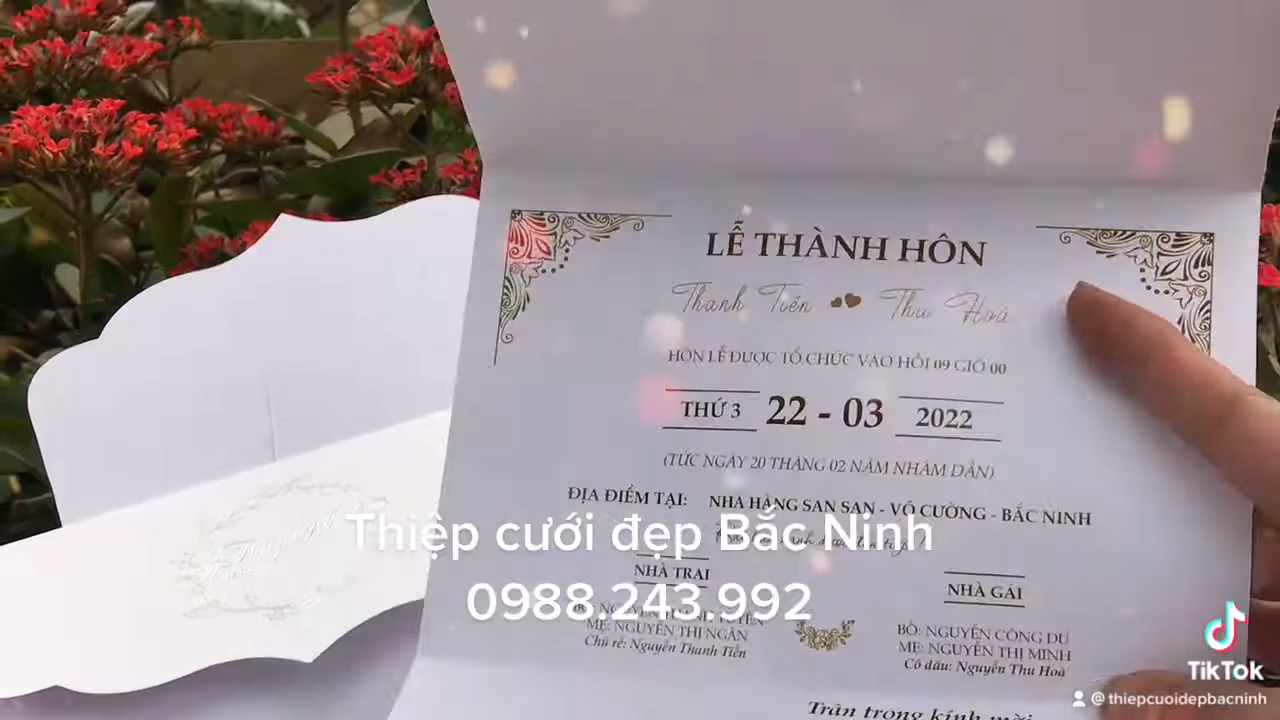 LỄ THÀNH HÔN
Thanh Tiến Thu Hoà
HÔN LỄ ĐƯỢC TỔ CHỨC VÀO HỒI 09 GIỜ 00
THỨ 3 22 - 03 2022
(TỨC NGÀY 20 THÁNG 02 NĂM NHÂM DẦN)
ĐỊA ĐIỂM TẠI: NHÀ HÀNG SAN SAN - VÕ CƯỜNG - BẮC NINH
Thiệp cưới đẹp Bắc Ninh
0988.243.992
NHÀ TRAI
MẸ: NGUYỄN THỊ NGÂN
Chú rể: Nguyễn Thanh Tiến
NHÀ GÁI
BỐ: NGUYỄN CÔNG DU
MẸ: NGUYỄN THỊ MINH
Cô dâu: Nguyễn Thu Hoà
Trân trọng kính mời
TikTok
@thiepcuoidepbacninh